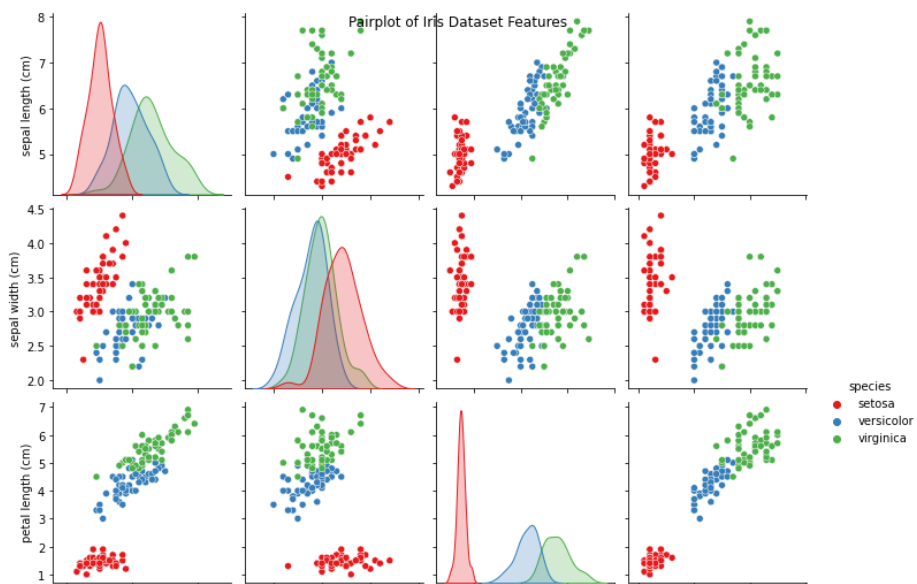 Pairplot of Iris Dataset Features
8
7
6
5
sepal length (cm)
4.5
4.0
3.5
3.0
2.5
2.0
sepal width (cm)
7
6
5
4
3
2
1
petal length (cm)
species
setosa
versicolor
virginica